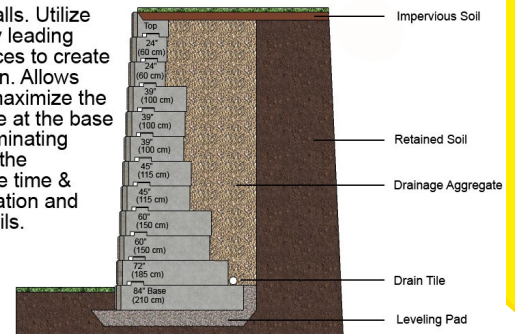 alls. Utilize
y leading
ces to create
n. Allows
maximize the
e at the base
minating
the
e time &
ation and
ils.
Top
24"
(60 cm)
24"
(60 cm)
39"
(100 cm)
39"
(100 cm)
39"
(100 cm)
45"
(115 cm)
45"
(115 cm)
60"
(150 cm)
60"
(150 cm)
72"
(185 cm)
84" Base
(210 cm)
Impervious Soil
Retained Soil
Drainage Aggregate
Drain Tile
Leveling Pad